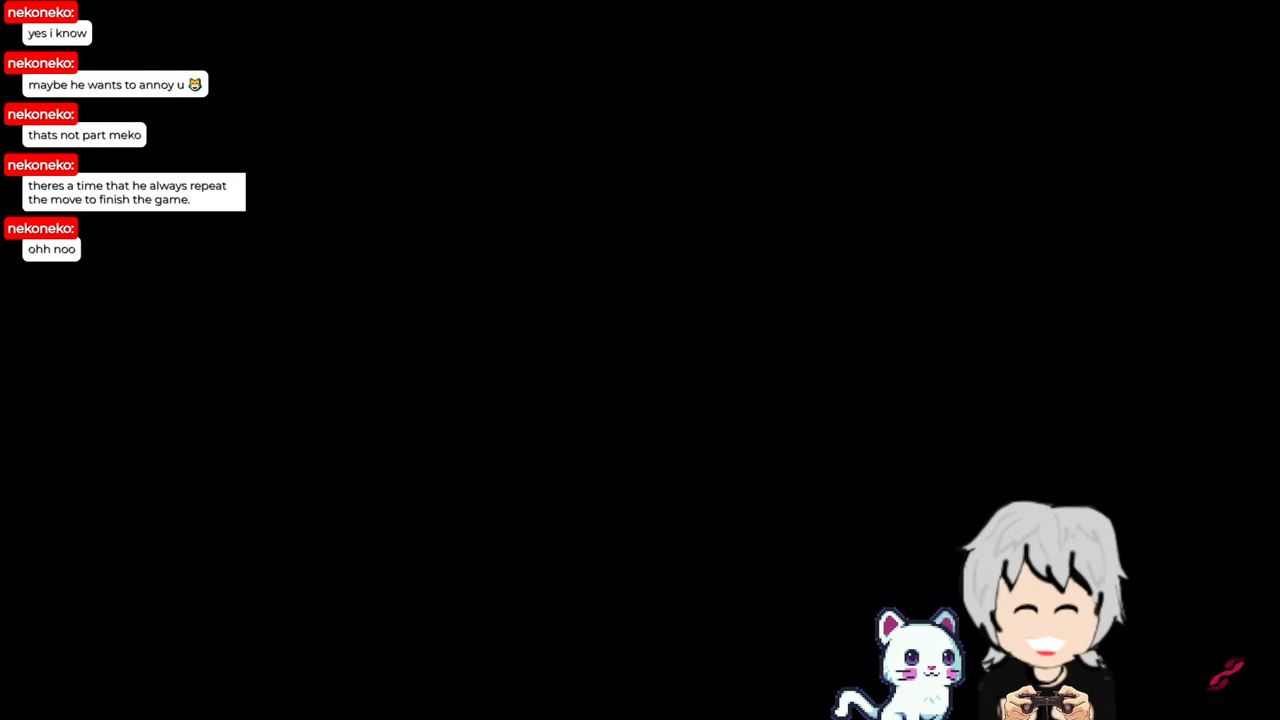 nekoneko:
yes i know
nekoneko:
maybe he wants to annoy u 😹
nekoneko:
thats not part meko
nekoneko:
theres a time that he always repeat
the move to finish the game.
nekoneko:
ohh noo